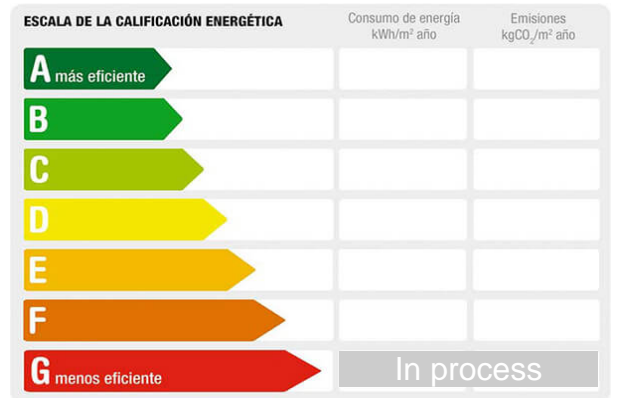 ESCALA DE LA CALIFICACIÓN ENERGÉTICA
Consumo de energía
kWh/m² año
Emisiones
kgCO₂/m² año
A más eficiente
B
C
D
E
F
G menos eficiente
In process